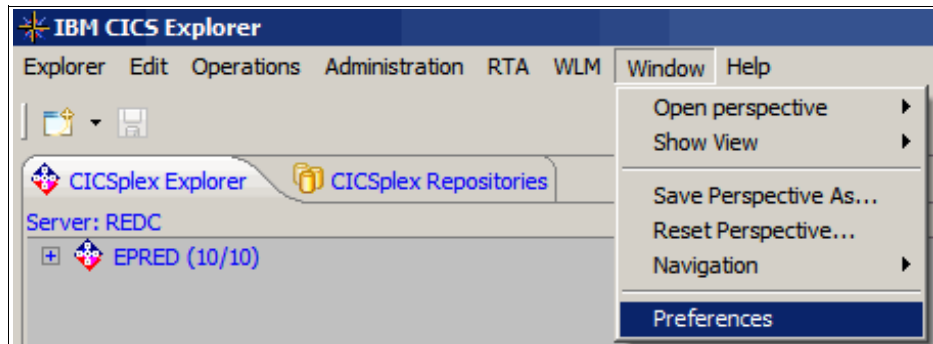 IBM CICS Explorer
Explorer Edit Operations Administration RTA WLM Window Help
Open perspective
Show View
CICSplex Explorer CICSplex Repositories
Save Perspective As...
Server: REDC
Reset Perspective...
EPRED (10/10)
Navigation
Preferences